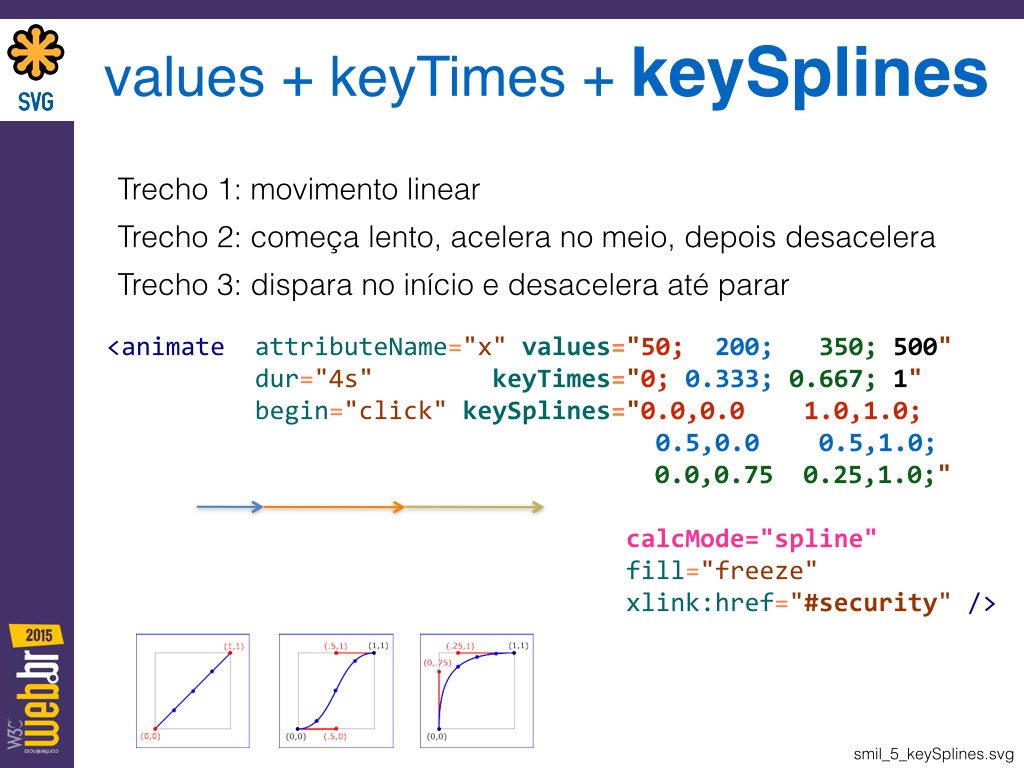 SVG
values + keyTimes + keySplines
Trecho 1: movimento linear
Trecho 2: começa lento, acelera no meio, depois desacelera
Trecho 3: dispara no início e desacelera até parar
<animate attributeName="x" values="50; 200; 350; 500"
dur="4s" keyTimes="0; 0.333; 0.667; 1"
begin="click" keySplines="0.0,0.0 1.0,1.0;
0.5,0.0 0.5,1.0;
0.0,0.75 0.25,1.0;"
calcMode="spline"
fill="freeze"
xlink:href="#security" />
(1,1)
(0,0)
(.5,1) (1,1)
(0,0) (.5,0)
(.25,1) (1,1)
(0,.75)
(0,0)
2015
W3C
conferência
web.br
smil_5_keySplines.svg